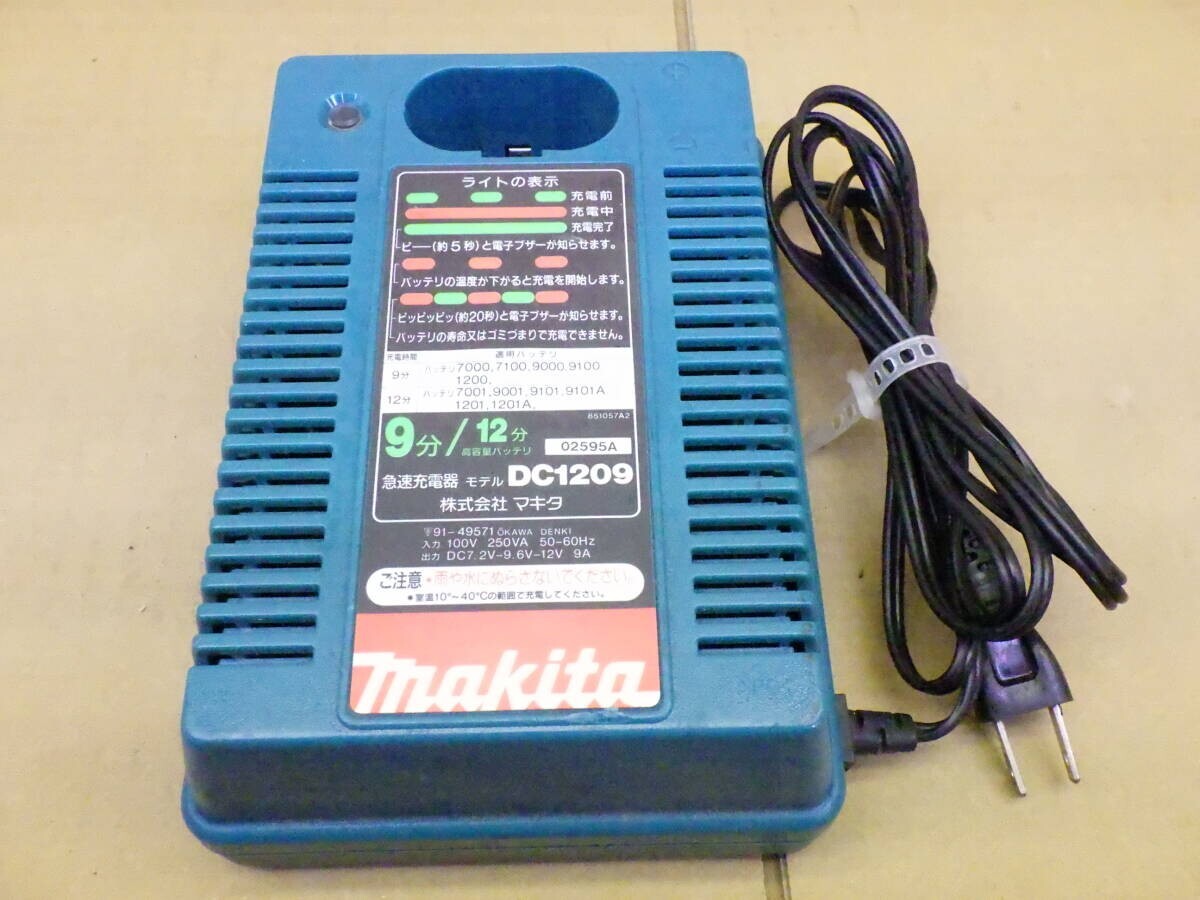 ライトの表示
充電前
充電中
充電完了
ピー―(約5秒)と電子ブザーが知らせます。
バッテリの温度が下がると充電を開始します。
ピッピッピッ(約20秒)と電子ブザーが知らせます。
バッテリの寿命又はゴミづまりで充電できません。
充電時間 適用バッテリ
9分 バッテリ7000,7100,9000,9100
1200,
12分 バッテリ7001,9001,9101,9101A
1201,1201A,
851057A2
9分/12分 02595A
高容量バッテリ
急速充電器 モデル DC1209
株式会社 マキタ
〒91-49571 OKAWA DENKI
入力 100V 250VA 50-60Hz
出力 DC7.2V-9.6V-12V 9A
ご注意 •雨や水にぬらさないでください。
•室温10°~40°Cの範囲で充電してください。
makita